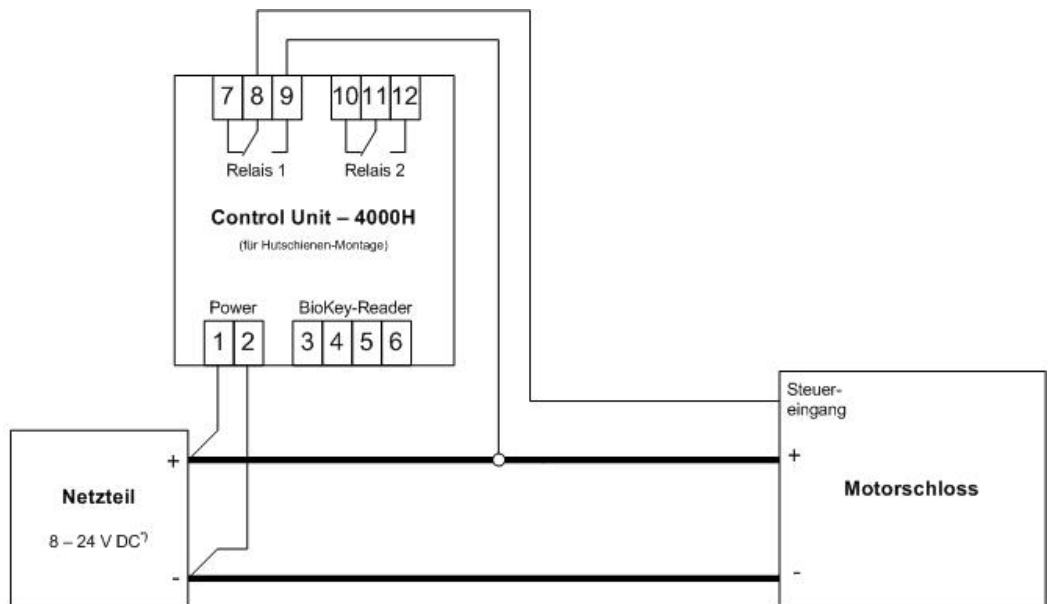 7 8 9 10 11 12
Relais 1 Relais 2
Control Unit – 4000H
(für Hutschienen-Montage)
Power BioKey-Reader
1 2 3 4 5 6
Steuer-
eingang
+ +
Netzteil Motorschloss
8 – 24 V DC*)
- -